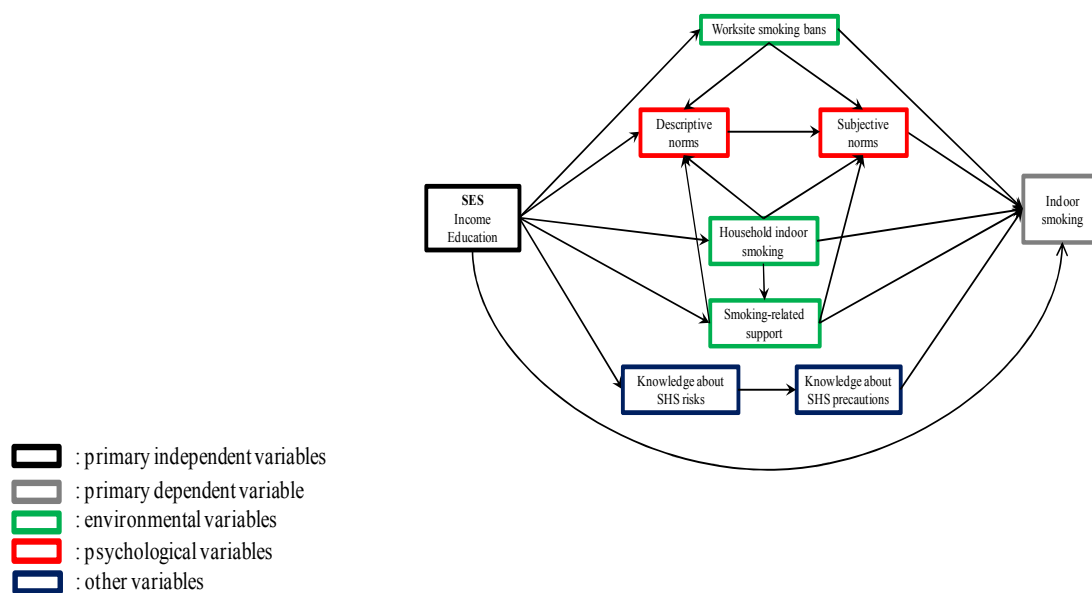 Worksite smoking bans
Descriptive
norms
Subjective
norms
SES
Income
Education
Indoor
smoking
Household indoor
smoking
Smoking-related
support
Knowledge about
SHS risks
Knowledge about
SHS precautions
: primary independent variables
: primary dependent variable
: environmental variables
: psychological variables
: other variables